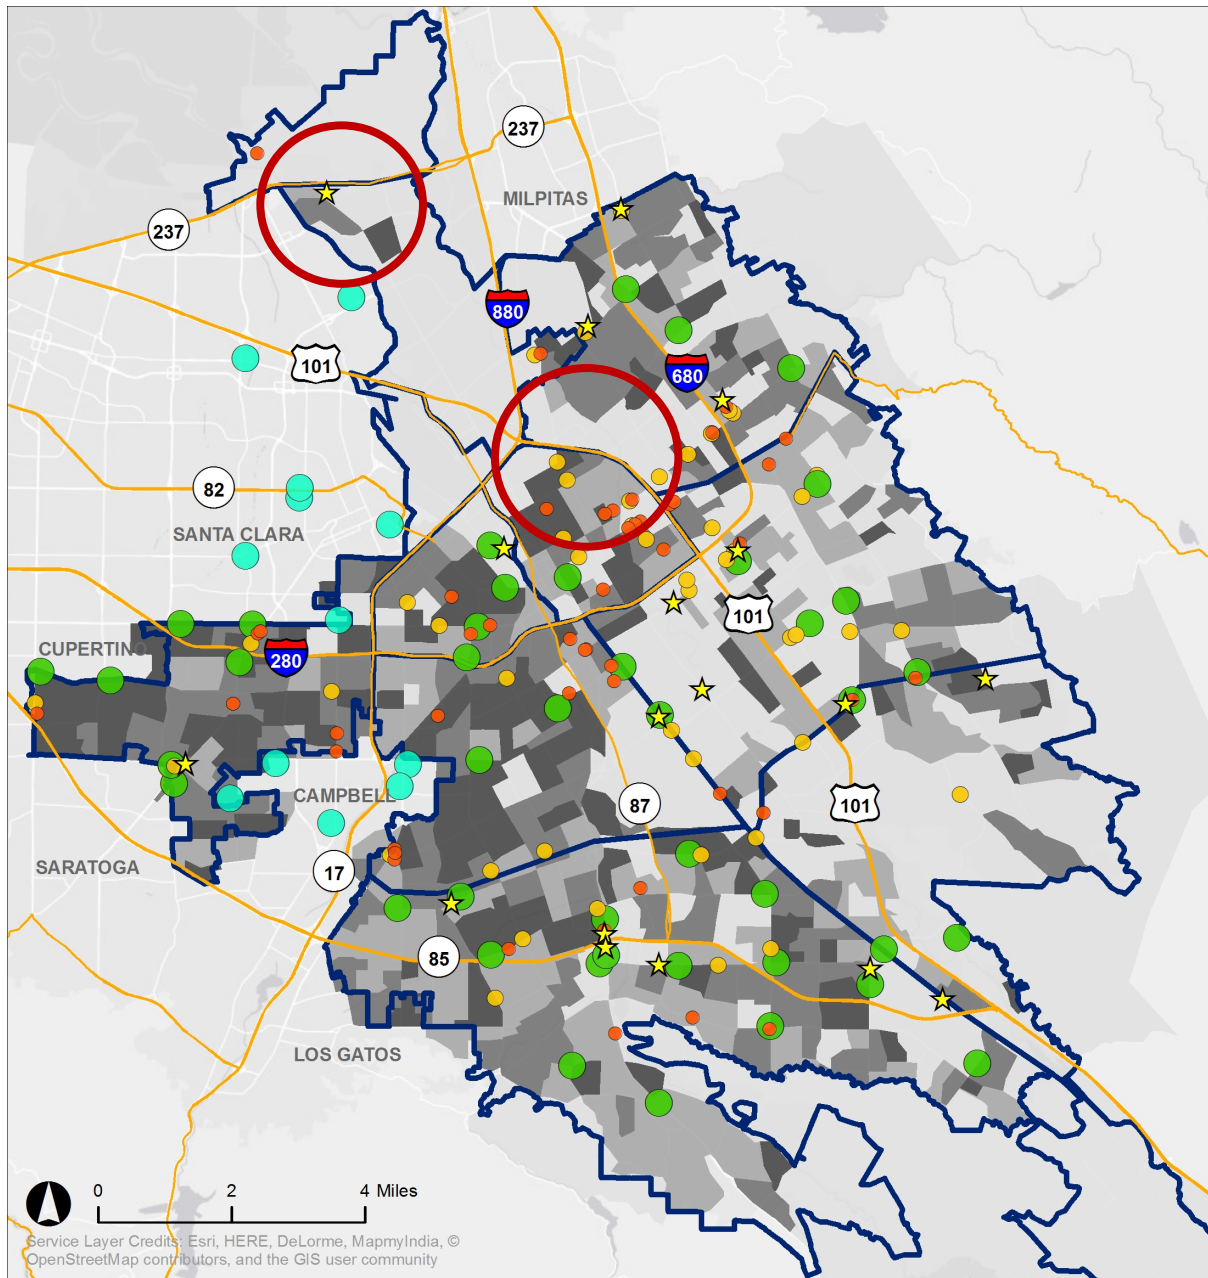 237
MILPITAS
237
880
101
680
82
SANTA CLARA
101
CUPERTINO
280
CAMPBELL
87
101
SARATOGA
17
85
LOS GATOS
0 2 4 Miles
Service Layer Credits: Esri, HERE, DeLorme, MapmyIndia, ©
OpenStreetMap contributors, and the GIS user community